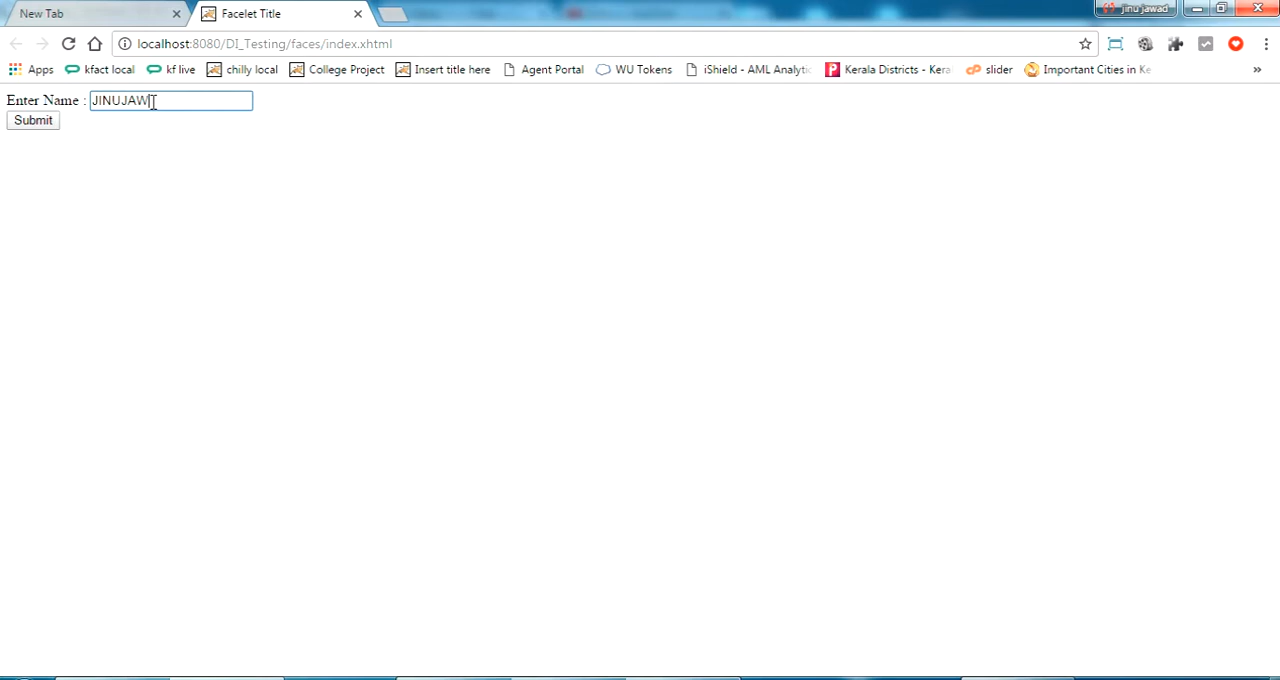 New Tab
Facelet Title
jinu jawad
localhost:8080/DI_Testing/faces/index.xhtml
Apps kfact local kf live chilly local College Project Insert title here Agent Portal WU Tokens iShield - AML Analytic Kerala Districts - Kera slider Important Cities in Ke »
Enter Name : JINUJAW
Submit